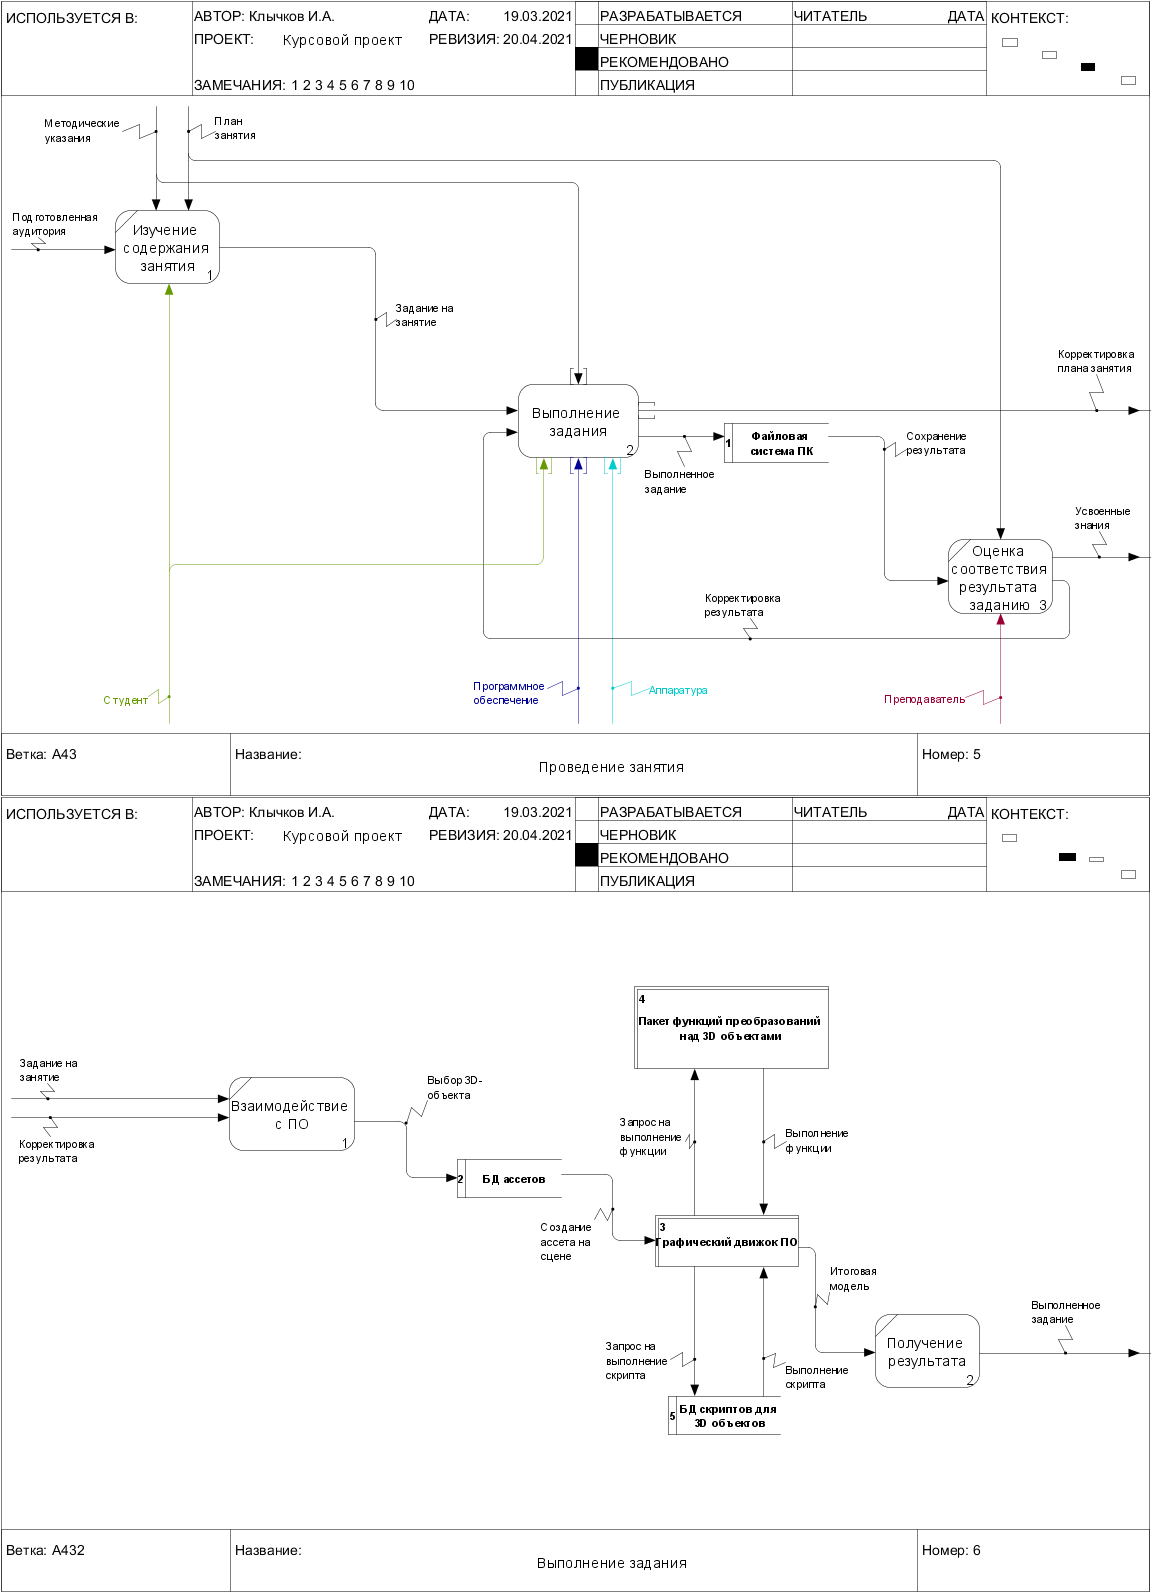 ИСПОЛЬЗУЕТСЯ В:
АВТОР: Клычков И.А.
ДАТА: 19.03.2021
РАЗРАБАТЫВАЕТСЯ
ЧИТАТЕЛЬ
ДАТА
КОНТЕКСТ:
ПРОЕКТ: Курсовой проект
РЕВИЗИЯ: 20.04.2021
ЧЕРНОВИК
РЕКОМЕНДОВАНО
ЗАМЕЧАНИЯ: 1 2 3 4 5 6 7 8 9 10
ПУБЛИКАЦИЯ
Методические
указания
План
занятия
Подготовленная
аудитория
Изучение
содержания
занятия
1
Задание на
занятие
Корректировка
плана занятия
Выполнение
задания
2
1
Файловая
система ПК
Сохранение
результата
Выполненное
задание
Усвоенные
знания
Оценка
соответствия
результата
заданию 3
Корректировка
результата
Студент
Программное
обеспечение
Аппаратура
Преподаватель
Ветка: A43
Название:
Проведение занятия
Номер: 5
ИСПОЛЬЗУЕТСЯ В:
АВТОР: Клычков И.А.
ДАТА: 19.03.2021
РАЗРАБАТЫВАЕТСЯ
ЧИТАТЕЛЬ
ДАТА
КОНТЕКСТ:
ПРОЕКТ: Курсовой проект
РЕВИЗИЯ: 20.04.2021
ЧЕРНОВИК
РЕКОМЕНДОВАНО
ЗАМЕЧАНИЯ: 1 2 3 4 5 6 7 8 9 10
ПУБЛИКАЦИЯ
4
Пакет функций преобразований
над 3D объектами
Задание на
занятие
Корректировка
результата
Взаимодействие
с ПО
1
Выбор 3D-
объекта
Запрос на
выполнение
функции
Выполнение
функции
2
БД ассетов
Создание
ассета на
сцене
3
Графический движок ПО
Итоговая
модель
Выполненное
задание
Получение
результата
2
Запрос на
выполнение
скрипта
Выполнение
скрипта
5
БД скриптов для
3D объектов
Ветка: A432
Название:
Выполнение задания
Номер: 6